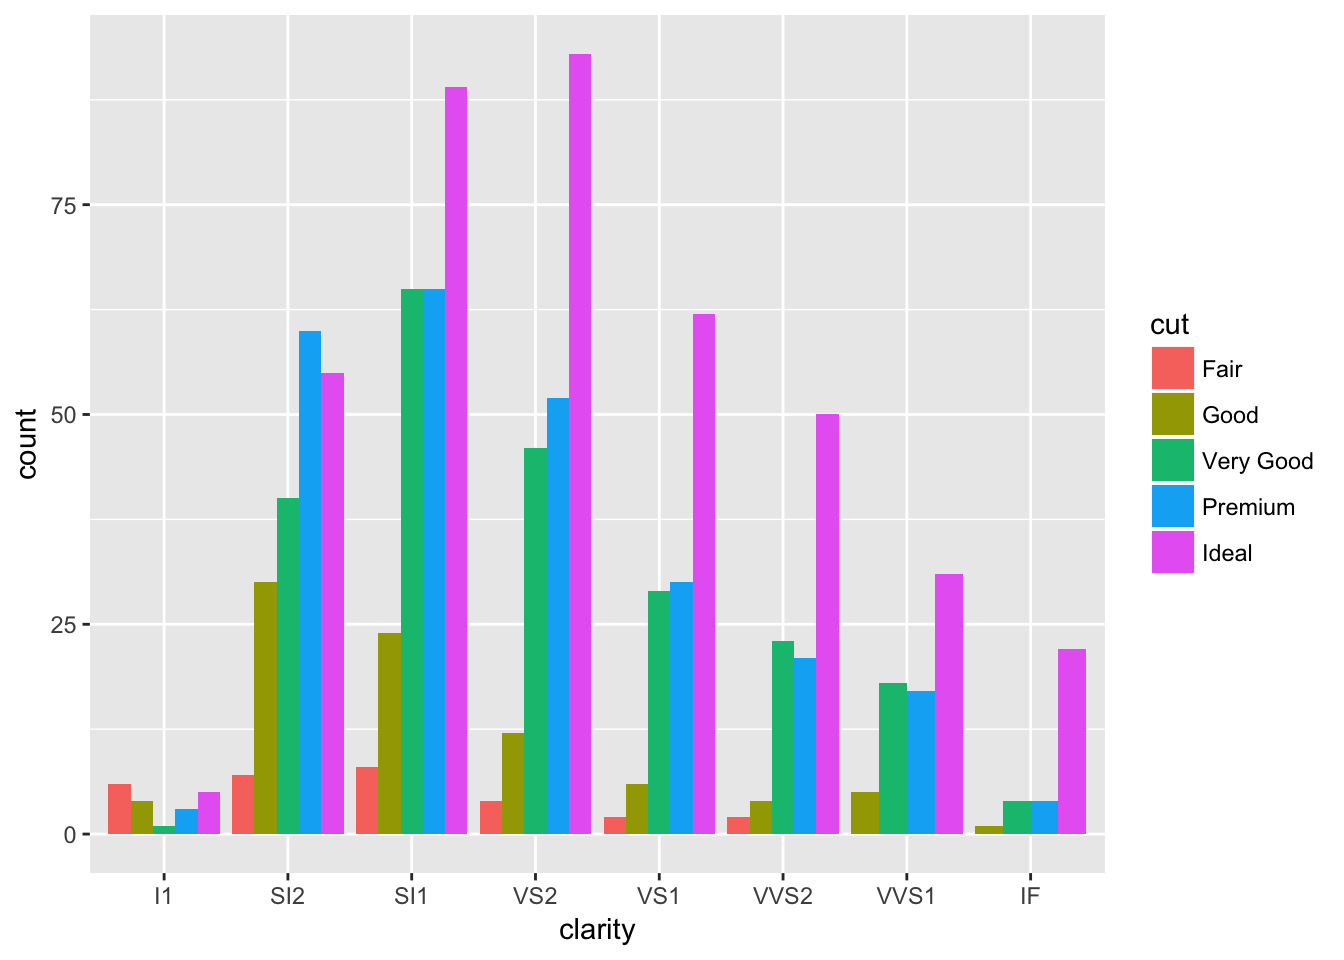 75
50
25
0
count
I1 SI2 SI1 VS2 VS1 VVS2 VVS1 IF
clarity
cut
Fair
Good
Very Good
Premium
Ideal